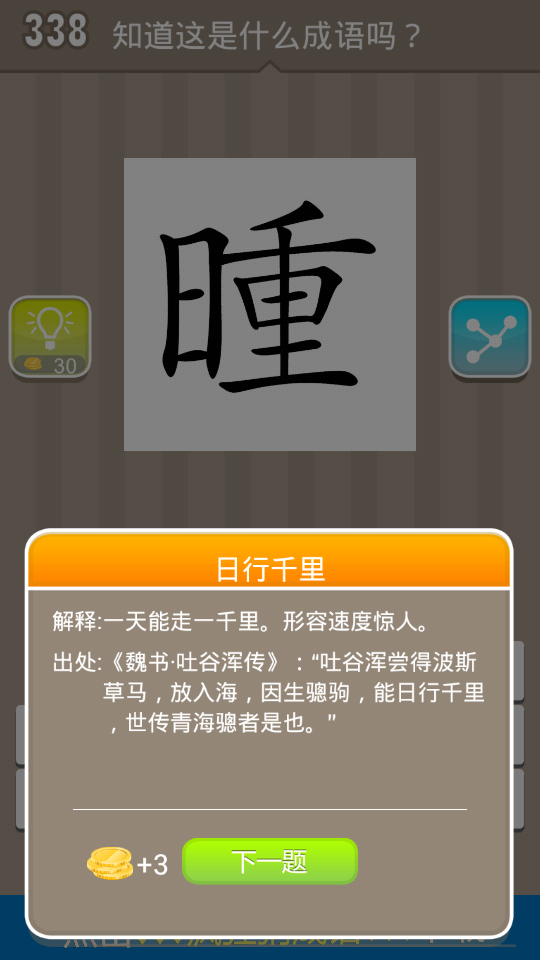 338 知道这是什么成语吗？
畽
30
日行千里
解释:一天能走一千里。形容速度惊人。
出处:《魏书·吐谷浑传》:“吐谷浑尝得波斯
草马，放入海，因生骢驹，能日行千里
，世传青海骢者是也。”
+3 下一题